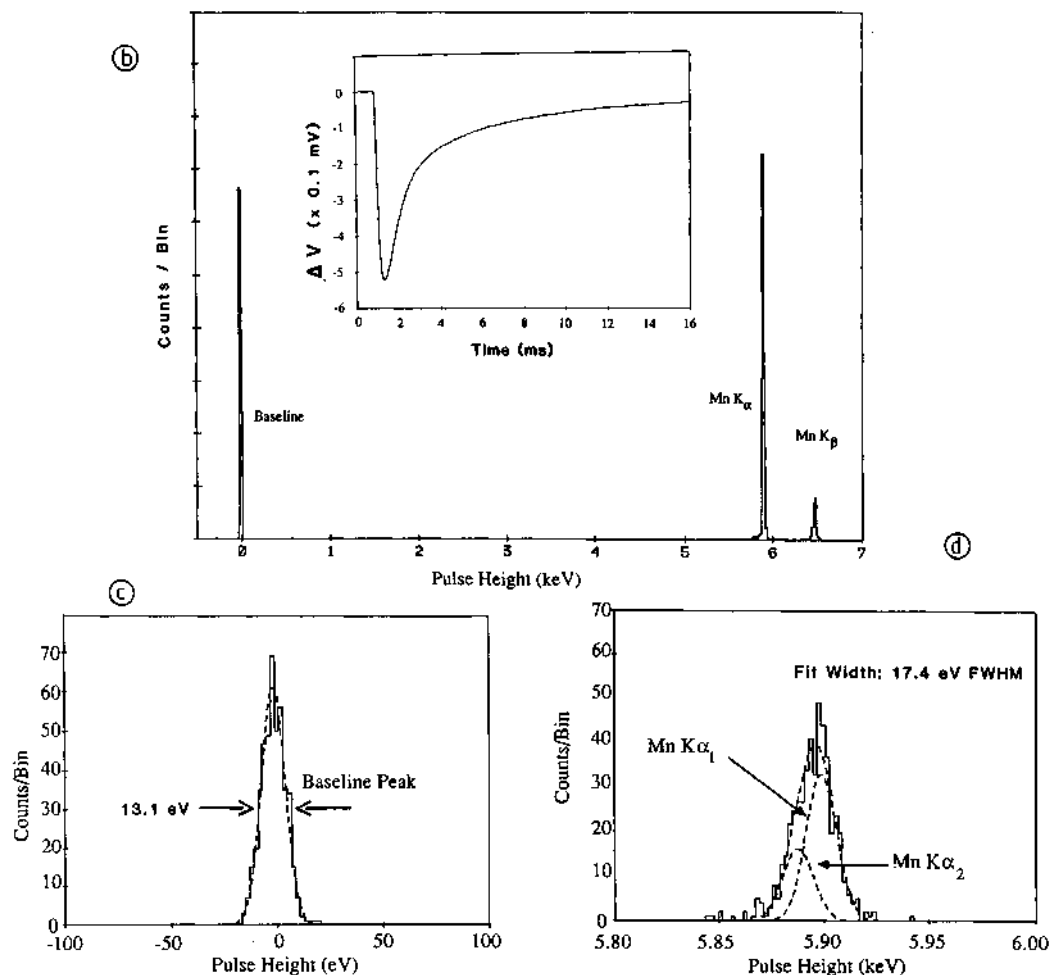 b
0
-1
-2
-3
-4
-5
-6
Δ V (x 0.1 mV)
0 2 4 6 8 10 12 14 16
Time (ms)
Counts / Bin
Baseline
Mn Kα
Mn Kβ
0 1 2 3 4 5 6 7
Pulse Height (keV)
d
c
70
60
50
40
30
20
10
0
Counts/Bin
13.1 eV
Baseline Peak
-100 -50 0 50 100
Pulse Height (eV)
70
60
50
40
30
20
10
0
Counts/Bin
Fit Width: 17.4 eV FWHM
Mn Kα1
Mn Kα2
5.80 5.85 5.90 5.95 6.00
Pulse Height (keV)